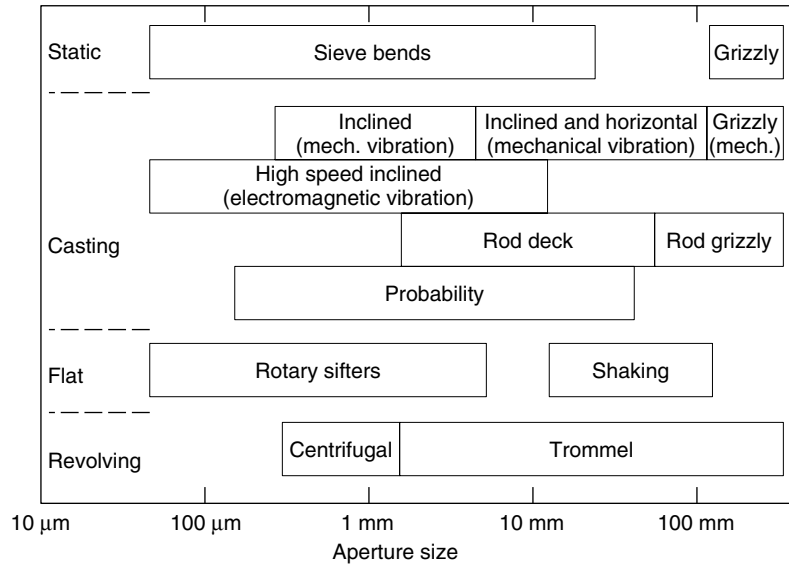 Static
Sieve bends
Grizzly
Inclined
(mech. vibration)
Inclined and horizontal
(mechanical vibration)
Grizzly
(mech.)
High speed inclined
(electromagnetic vibration)
Casting
Rod deck
Rod grizzly
Probability
Flat
Rotary sifters
Shaking
Revolving
Centrifugal
Trommel
10 μm
100 μm
1 mm
10 mm
100 mm
Aperture size